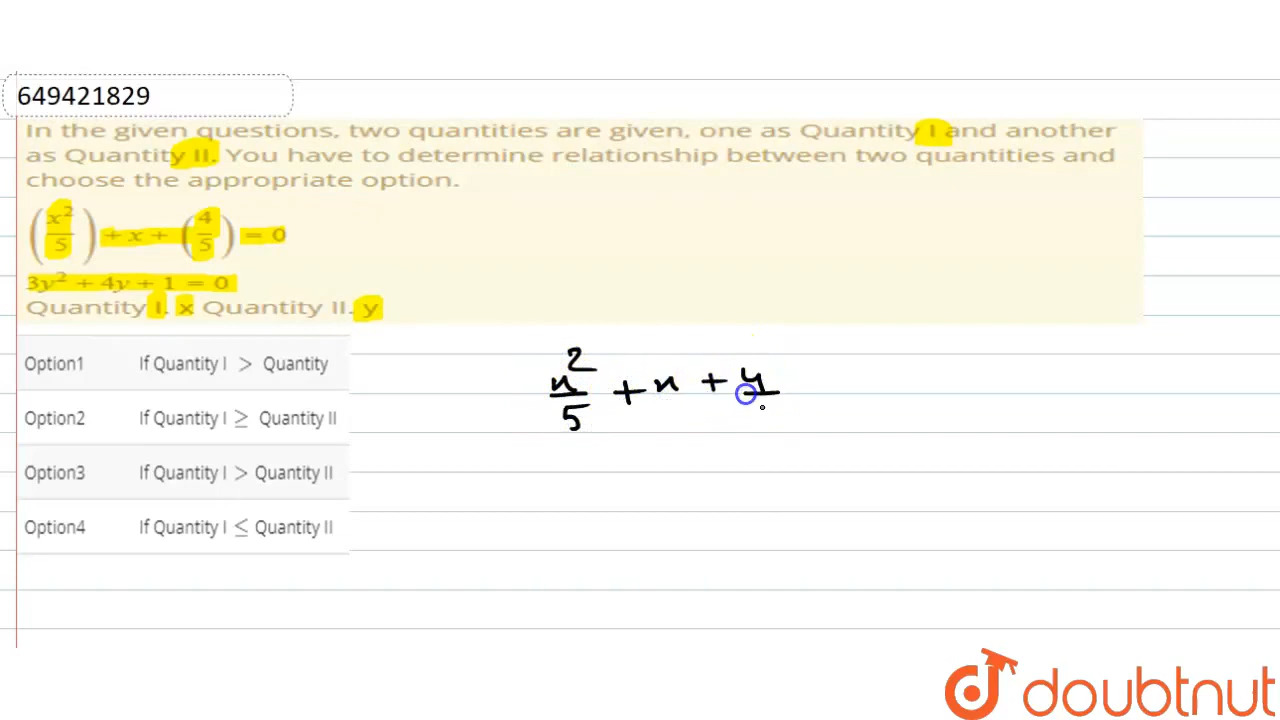 649421829
In the given questions, two quantities are given, one as Quantity I and another
as Quantity II. You have to determine relationship between two quantities and
choose the appropriate option.
(x²/5) + x + (4/5) = 0
3y² + 4y + 1 = 0
Quantity I. x Quantity II. y
Option1 If Quantity I > Quantity
Option2 If Quantity I ≥ Quantity II
Option3 If Quantity I > Quantity II
Option4 If Quantity I ≤ Quantity II
x²/5 + x + 4/
doubtnut